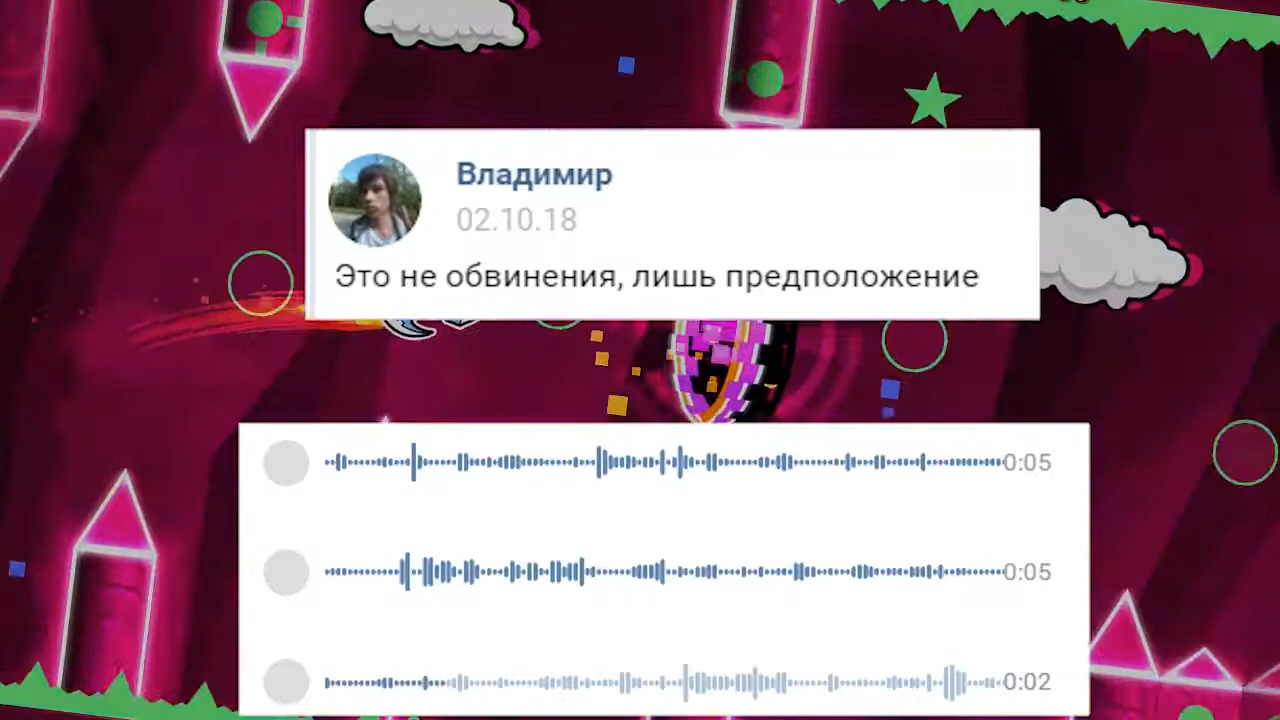 Владимир
02.10.18
Это не обвинения, лишь предположение
0:05
0:05
0:02